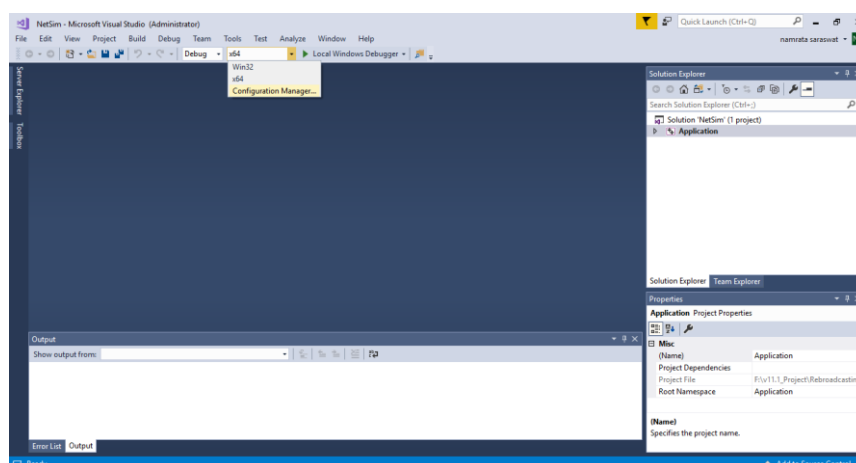 NetSim - Microsoft Visual Studio (Administrator)
Quick Launch (Ctrl+Q)
File Edit View Project Build Debug Team Tools Test Analyze Window Help
namrata saraswat
Debug x64 Local Windows Debugger
Win32
x64
Configuration Manager...
Server Explorer
Toolbox
Solution Explorer
Search Solution Explorer (Ctrl+;)
Solution 'NetSim' (1 project)
Application
Solution Explorer Team Explorer
Properties
Application Project Properties
Misc
(Name) Application
Project Dependencies
Project File F:\v11.1_Project\Rebroadcastin
Root Namespace Application
(Name)
Specifies the project name.
Output
Show output from:
Error List Output